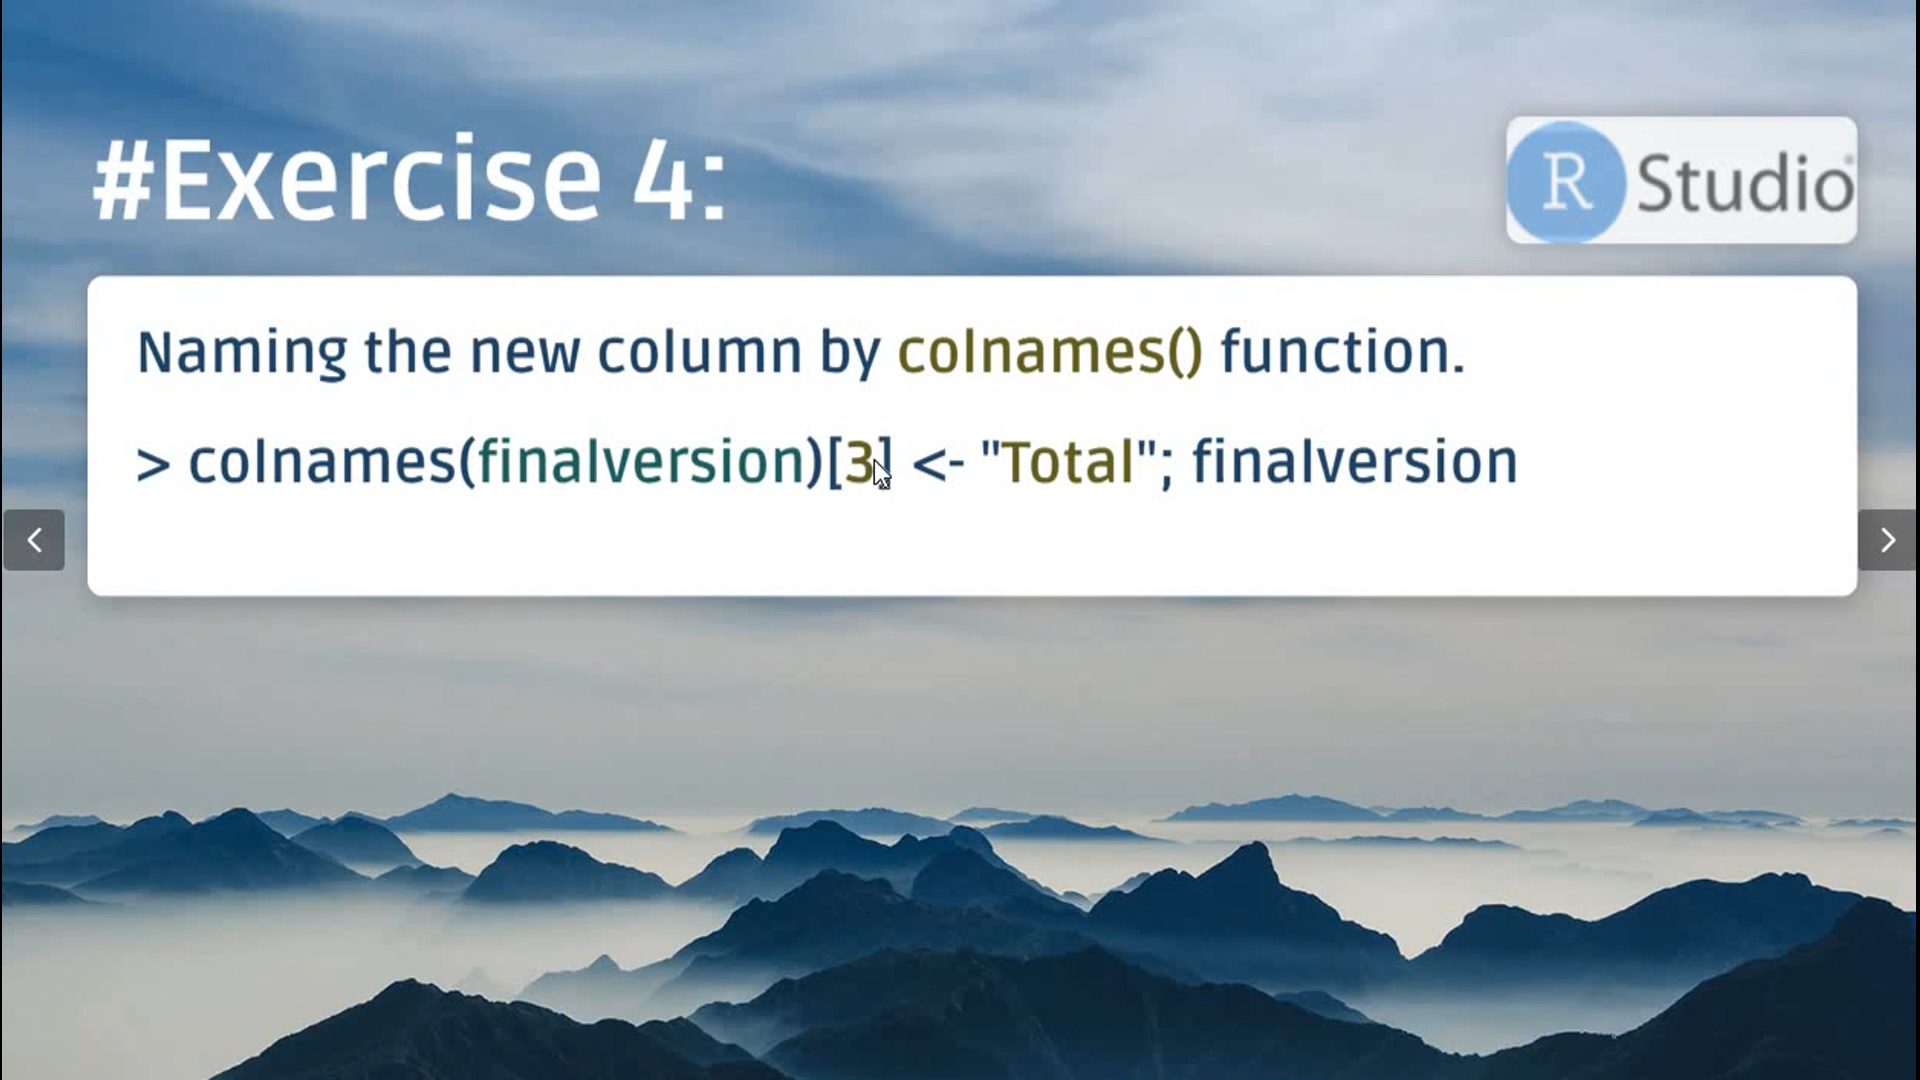 #Exercise 4:
R Studio
Naming the new column by colnames() function.
> colnames(finalversion)[3] <- "Total"; finalversion